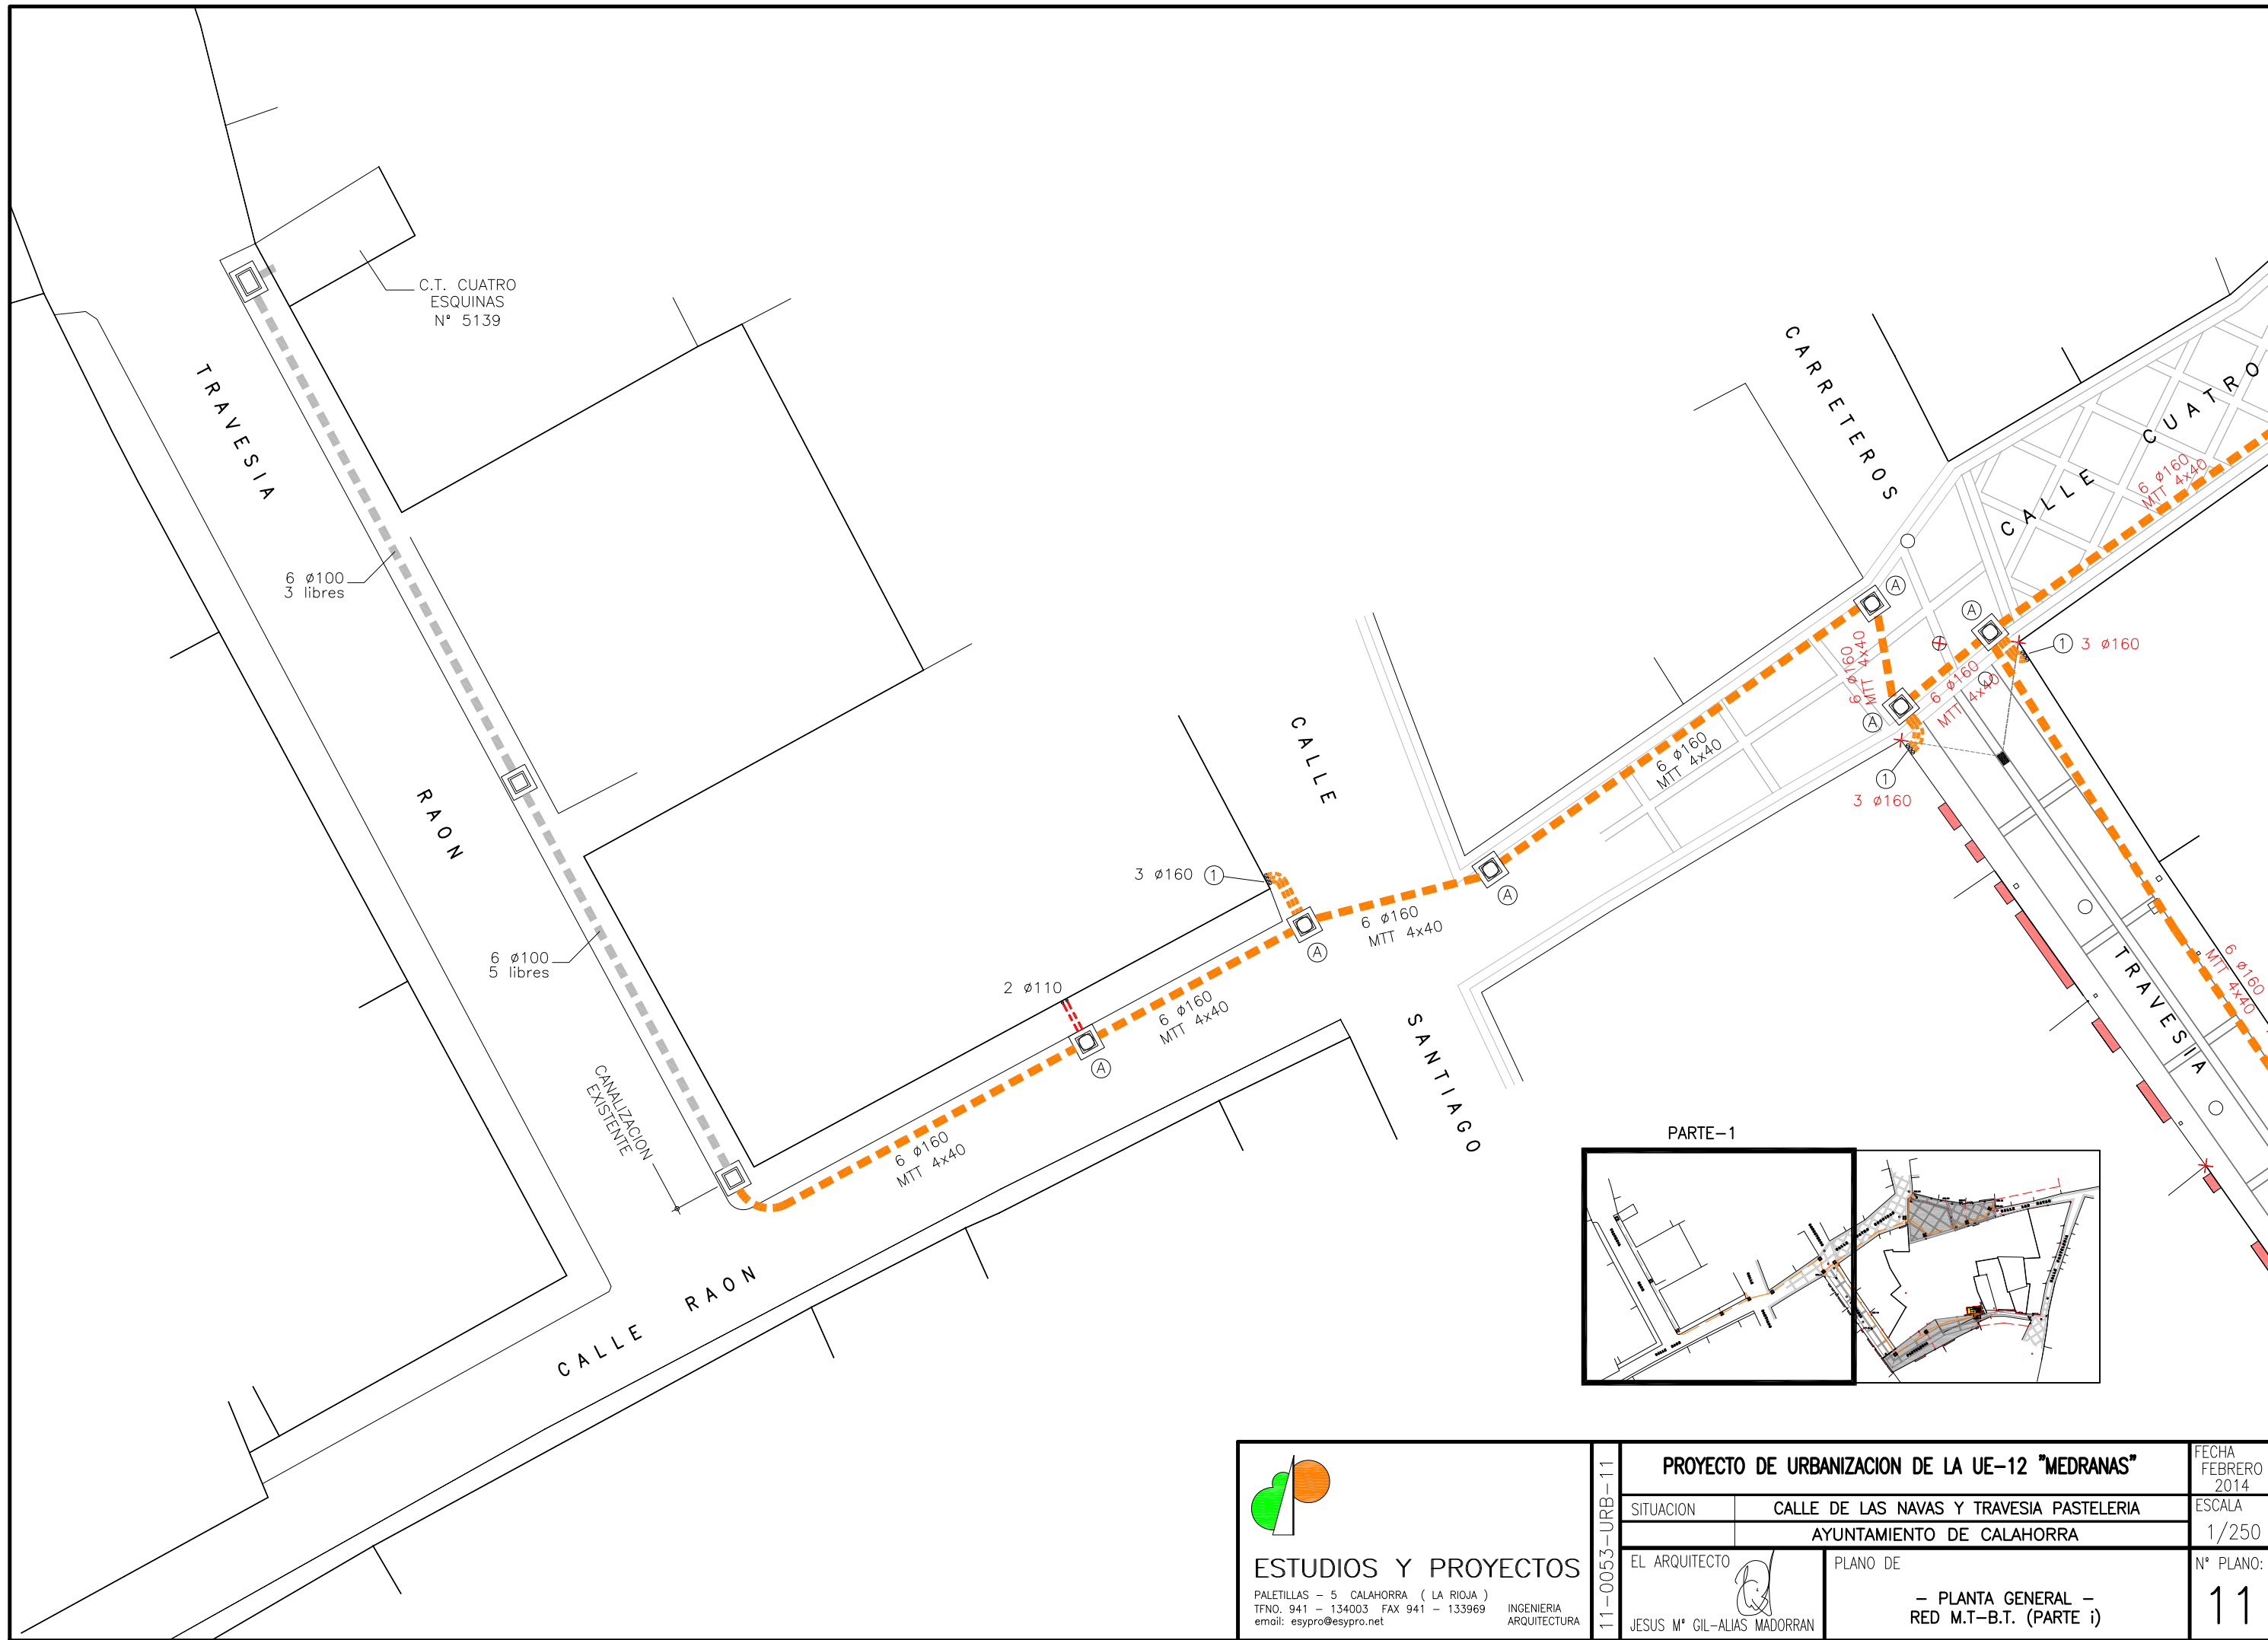 C.T. CUATRO
ESQUINAS
Nº 5139
TRAVESIA
RAON
6 ø100
3 libres
6 ø100
5 libres
CANALIZACION
EXISTENTE
CALLE RAON
6 ø160
MTT 4x40
2 ø110
A
6 ø160
MTT 4x40
3 ø160 1
A
CALLE
SANTIAGO
6 ø160
MTT 4x40
A
6 ø160
MTT 4x40
CARRETEROS
CALLE CUATRO
6 ø160
MTT 4x40
A
A
6 ø160
MTT 4x40
1 3 ø160
6 ø160
MTT 4x40
A
1
3 ø160
TRAVESIA
6 ø160
MTT 4x40
PARTE-1
ESTUDIOS Y PROYECTOS
PALETILLAS - 5 CALAHORRA ( LA RIOJA )
TFNO. 941 - 134003 FAX 941 - 133969
email: esypro@esypro.net
INGENIERIA
ARQUITECTURA
11-0053-URB-11
PROYECTO DE URBANIZACION DE LA UE-12 "MEDRANAS"
SITUACION
CALLE DE LAS NAVAS Y TRAVESIA PASTELERIA
AYUNTAMIENTO DE CALAHORRA
EL ARQUITECTO
JESUS Mª GIL-ALIAS MADORRAN
PLANO DE
- PLANTA GENERAL -
RED M.T-B.T. (PARTE i)
FECHA
FEBRERO
2014
ESCALA
1/250
Nº PLANO:
11